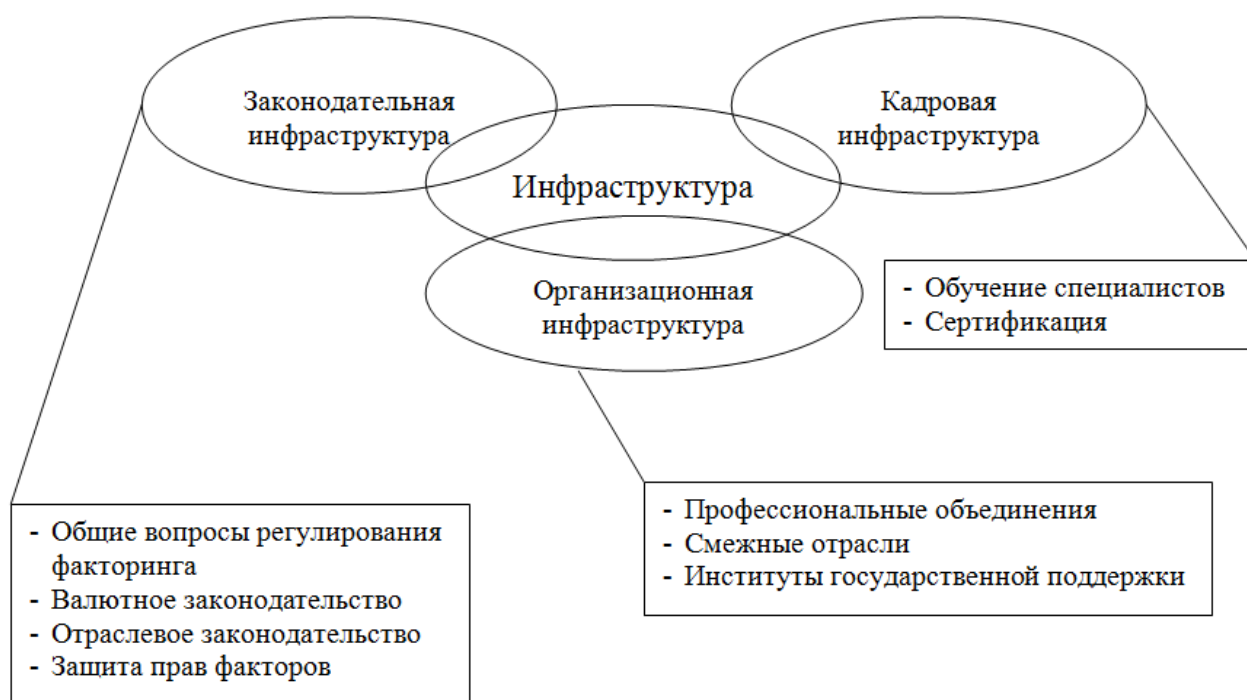 Законодательная
инфраструктура
Кадровая
инфраструктура
Инфраструктура
Организационная
инфраструктура
- Обучение специалистов
- Сертификация
- Профессиональные объединения
- Смежные отрасли
- Институты государственной поддержки
- Общие вопросы регулирования
факторинга
- Валютное законодательство
- Отраслевое законодательство
- Защита прав факторов